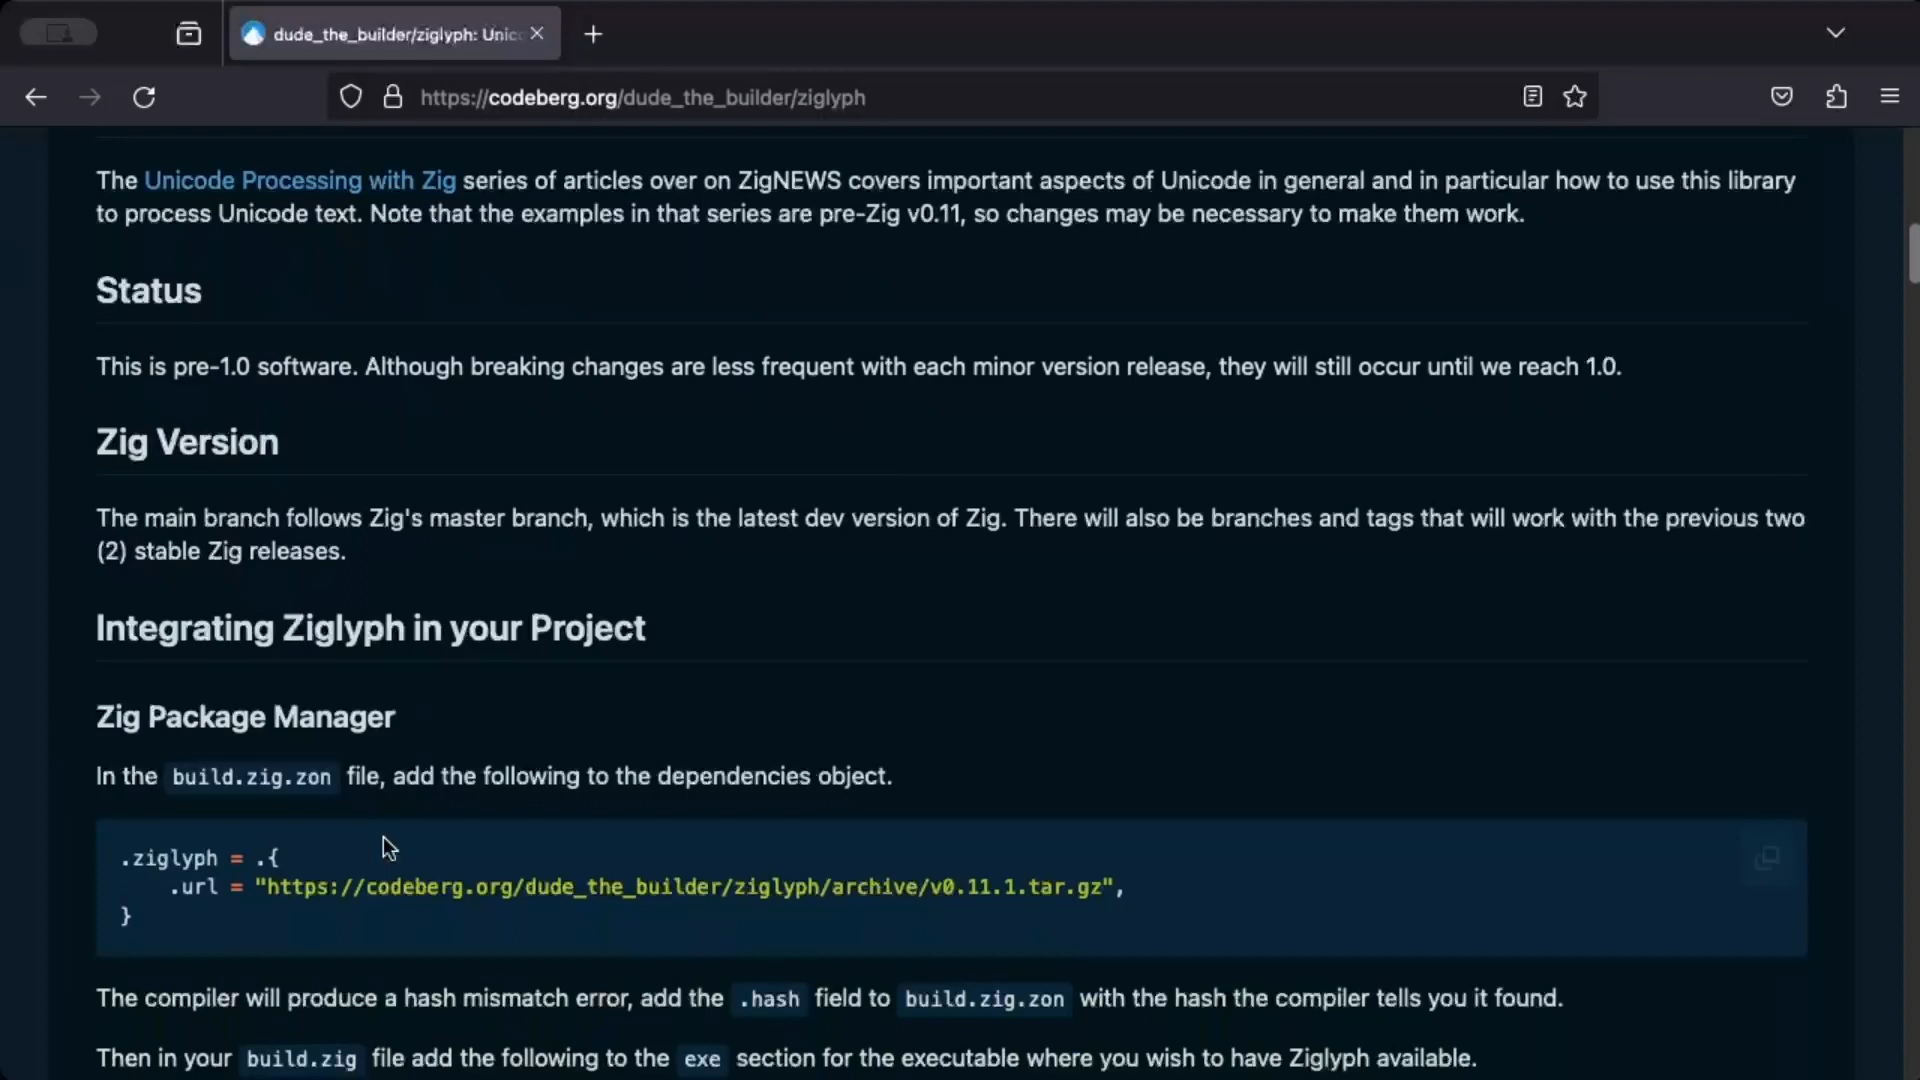 dude_the_builder/ziglyph: Unic
https://codeberg.org/dude_the_builder/ziglyph
The Unicode Processing with Zig series of articles over on ZigNEWS covers important aspects of Unicode in general and in particular how to use this library
to process Unicode text. Note that the examples in that series are pre-Zig v0.11, so changes may be necessary to make them work.
Status
This is pre-1.0 software. Although breaking changes are less frequent with each minor version release, they will still occur until we reach 1.0.
Zig Version
The main branch follows Zig's master branch, which is the latest dev version of Zig. There will also be branches and tags that will work with the previous two
(2) stable Zig releases.
Integrating Ziglyph in your Project
Zig Package Manager
In the build.zig.zon file, add the following to the dependencies object.
.ziglyph = .{
.url = "https://codeberg.org/dude_the_builder/ziglyph/archive/v0.11.1.tar.gz",
}
The compiler will produce a hash mismatch error, add the .hash field to build.zig.zon with the hash the compiler tells you it found.
Then in your build.zig file add the following to the exe section for the executable where you wish to have Ziglyph available.